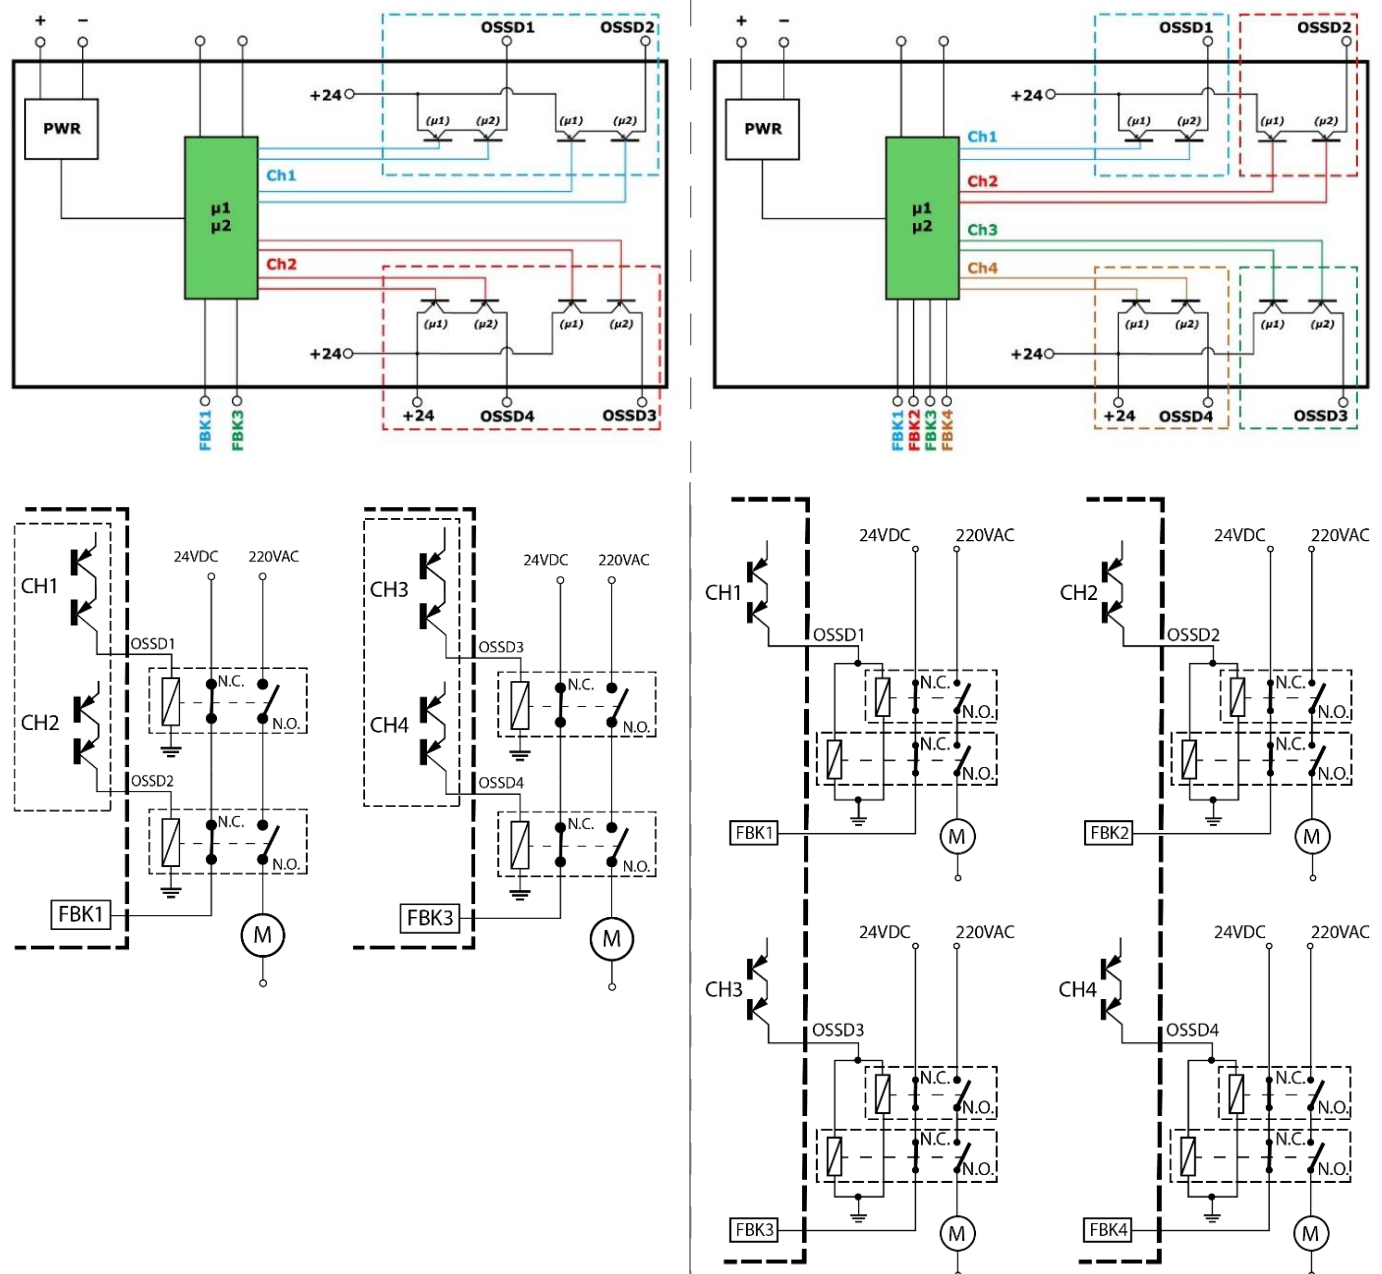 + −
OSSD1 OSSD2
+24
(µ1) (µ2) (µ1) (µ2)
PWR
Ch1
µ1
µ2
Ch2
(µ1) (µ2) (µ1) (µ2)
+24
+24 OSSD4 OSSD3
FBK1
FBK3
+ −
OSSD1 OSSD2
+24
(µ1) (µ2) (µ1) (µ2)
PWR
Ch1
Ch2
µ1
µ2
Ch3
Ch4
(µ1) (µ2) (µ1) (µ2)
+24
+24 OSSD4 OSSD3
FBK1
FBK2
FBK3
FBK4
24VDC 220VAC
CH1
OSSD1
N.C.
N.O.
CH2
OSSD2
N.C.
N.O.
FBK1
M
24VDC 220VAC
CH3
OSSD3
N.C.
N.O.
CH4
OSSD4
N.C.
N.O.
FBK3
M
24VDC 220VAC
CH1
OSSD1
N.C.
N.O.
N.C.
N.O.
FBK1
M
24VDC 220VAC
CH2
OSSD2
N.C.
N.O.
N.C.
N.O.
FBK2
M
24VDC 220VAC
CH3
OSSD3
N.C.
N.O.
N.C.
N.O.
FBK3
M
24VDC 220VAC
CH4
OSSD4
N.C.
N.O.
N.C.
N.O.
FBK4
M